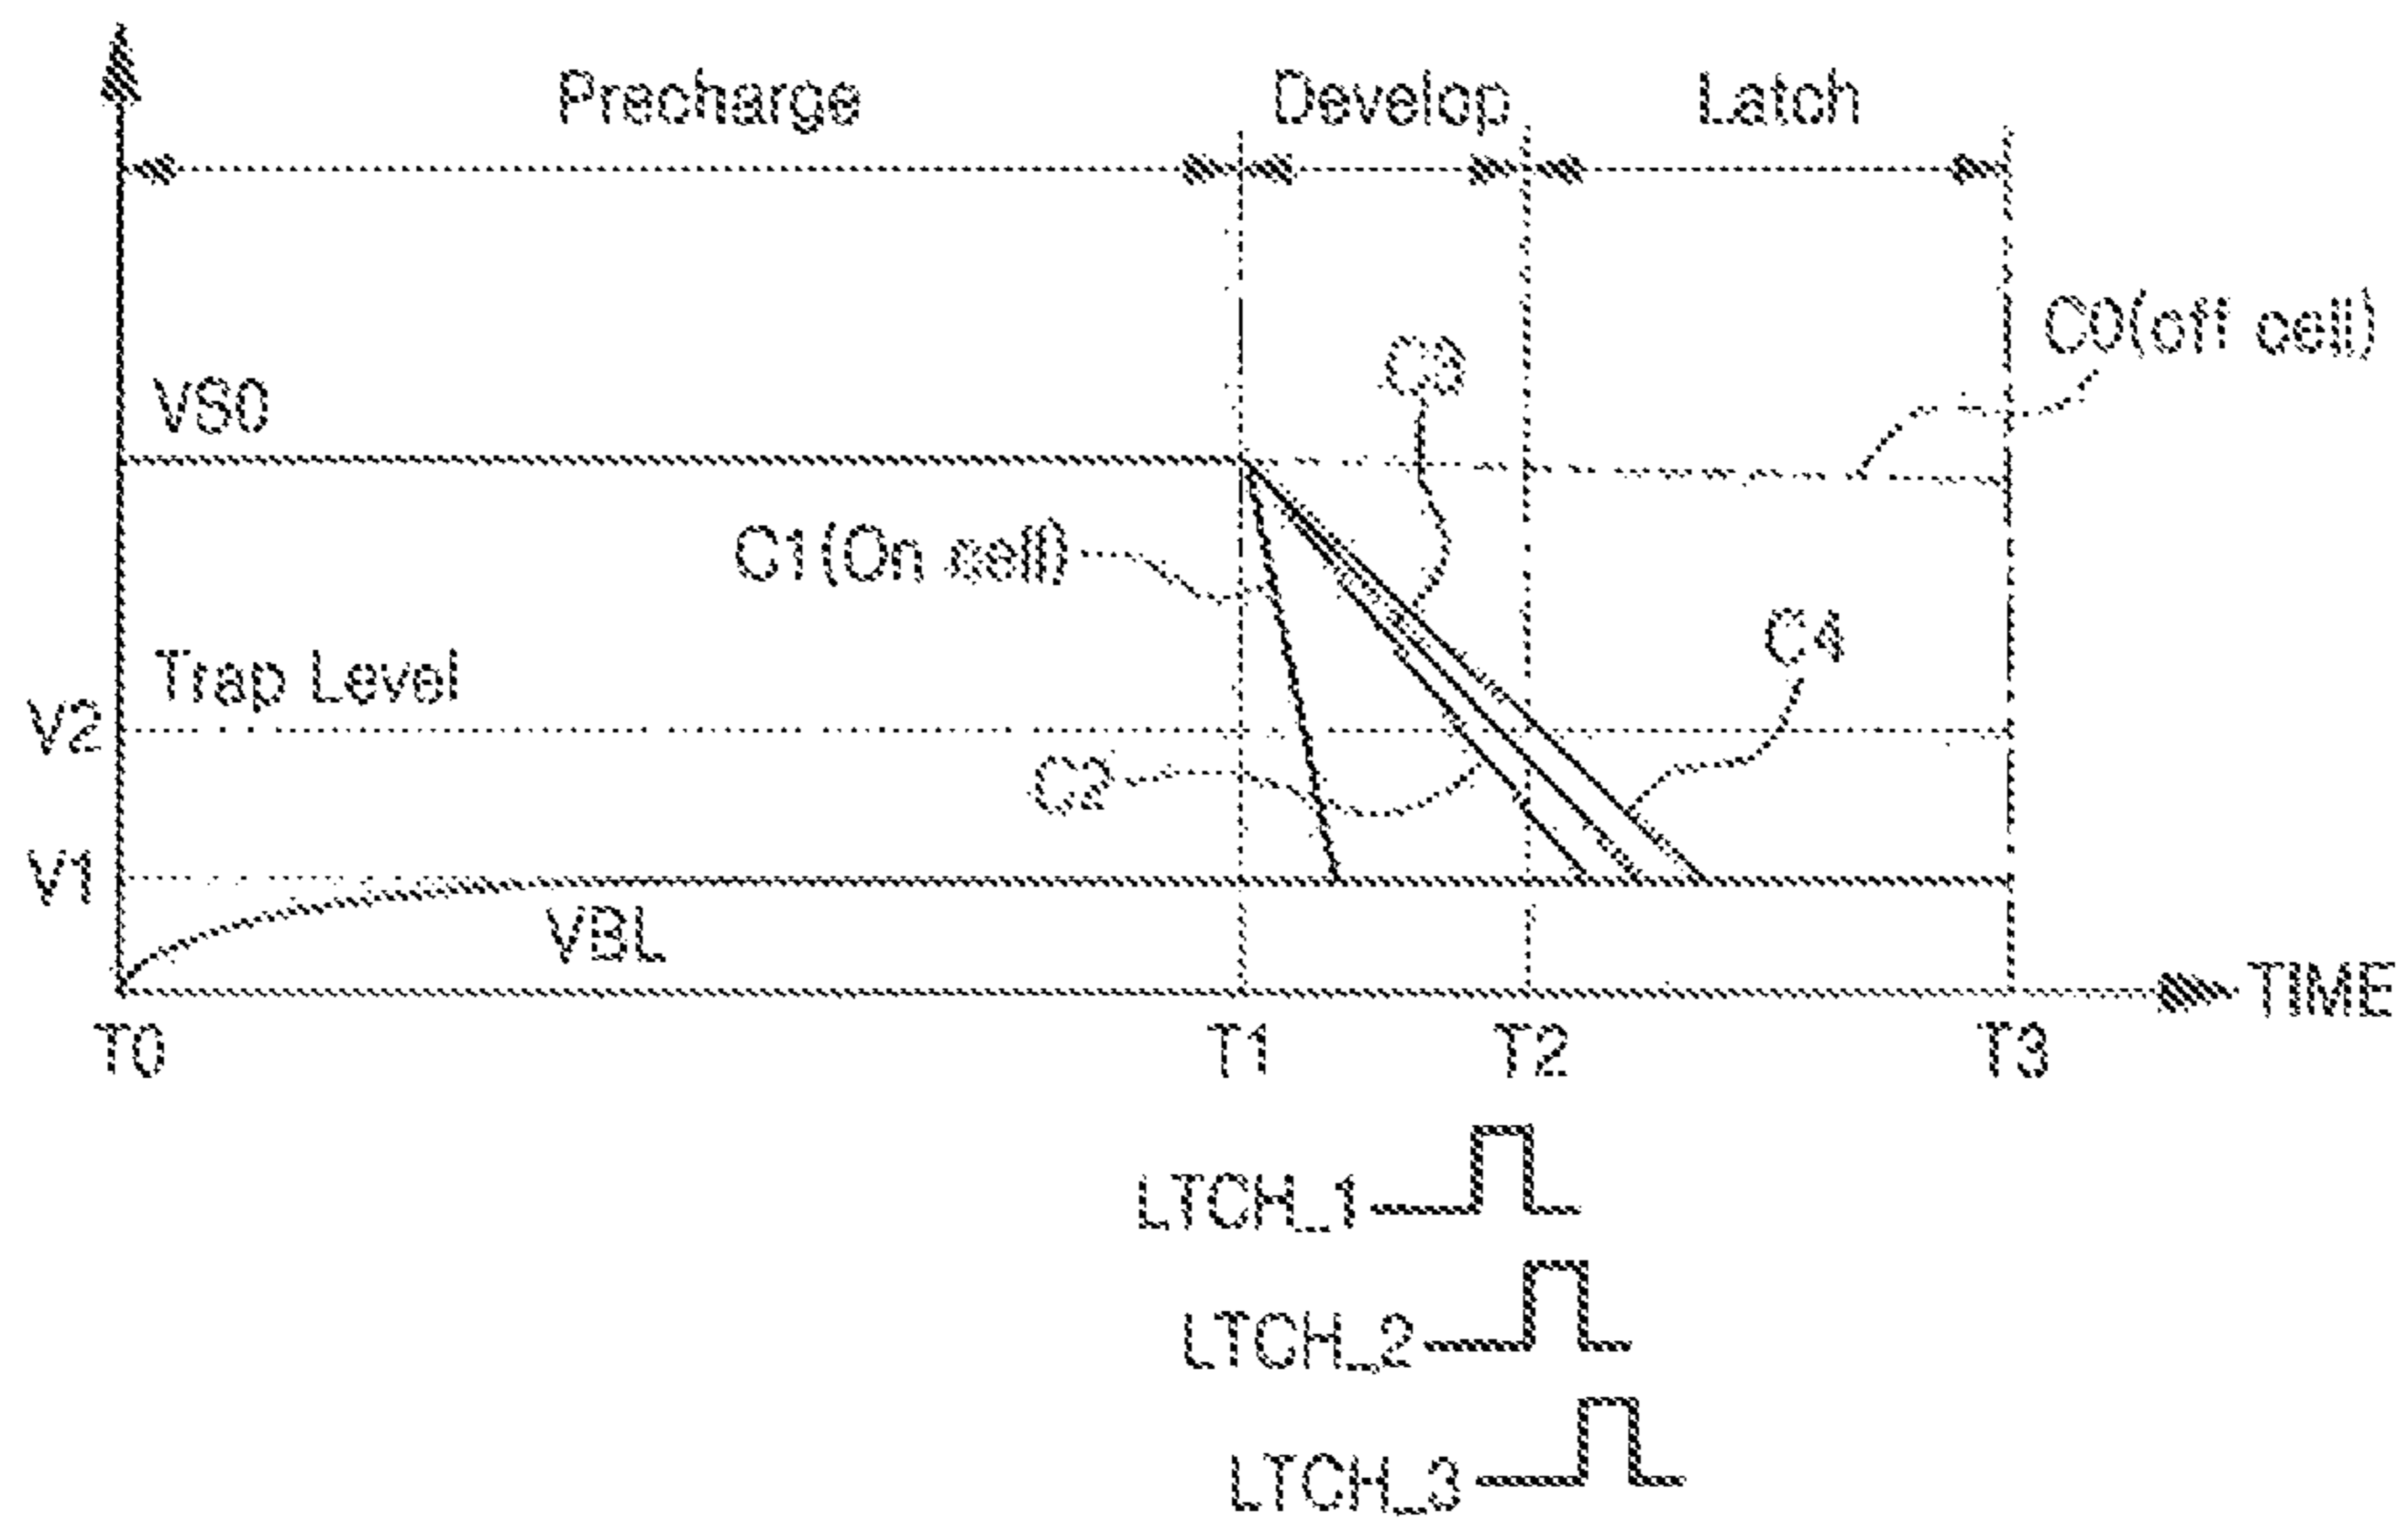 Precharge Develop Latch
C0(off cell)
C3
VS0
C1(On cell)
C4
Trap Level
V2
C2
V1
VBL
TIME
T0 T1 T2 T3
LTCH_1
LTCH_2
LTCH_3